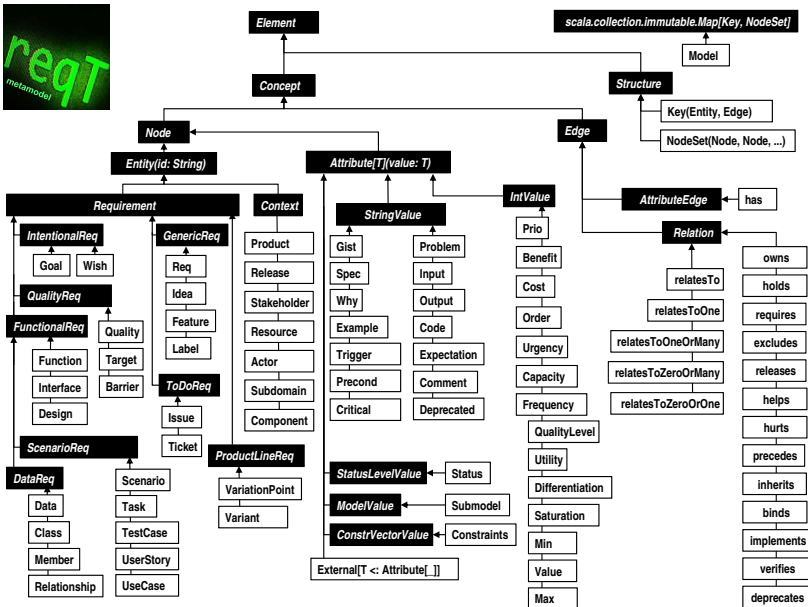 reqT
metamodel
Element
scala.collection.immutable.Map[Key, NodeSet]
Model
Concept
Structure
Key(Entity, Edge)
NodeSet(Node, Node, ...)
Node
Edge
Entity(id: String)
Attribute[T](value: T)
Requirement
Context
StringValue
IntValue
AttributeEdge
has
Relation
IntentionalReq
Goal
Wish
QualityReq
Quality
Target
Barrier
FunctionalReq
Function
Interface
Design
ScenarioReq
Scenario
Task
TestCase
UserStory
UseCase
DataReq
Data
Class
Member
Relationship
GenericReq
Req
Idea
Feature
Label
ToDoReq
Issue
Ticket
ProductLineReq
VariationPoint
Variant
Product
Release
Stakeholder
Resource
Actor
Subdomain
Component
Gist
Spec
Why
Example
Trigger
Precond
Critical
Problem
Input
Output
Code
Expectation
Comment
Deprecated
StatusLevelValue
Status
ModelValue
Submodel
ConstrVectorValue
Constraints
External[T <: Attribute[_]]
Prio
Benefit
Cost
Order
Urgency
Capacity
Frequency
QualityLevel
Utility
Differentiation
Saturation
Min
Value
Max
relatesTo
relatesToOne
relatesToOneOrMany
relatesToZeroOrMany
relatesToZeroOrOne
owns
holds
requires
excludes
releases
helps
hurts
precedes
inherits
binds
implements
verifies
deprecates